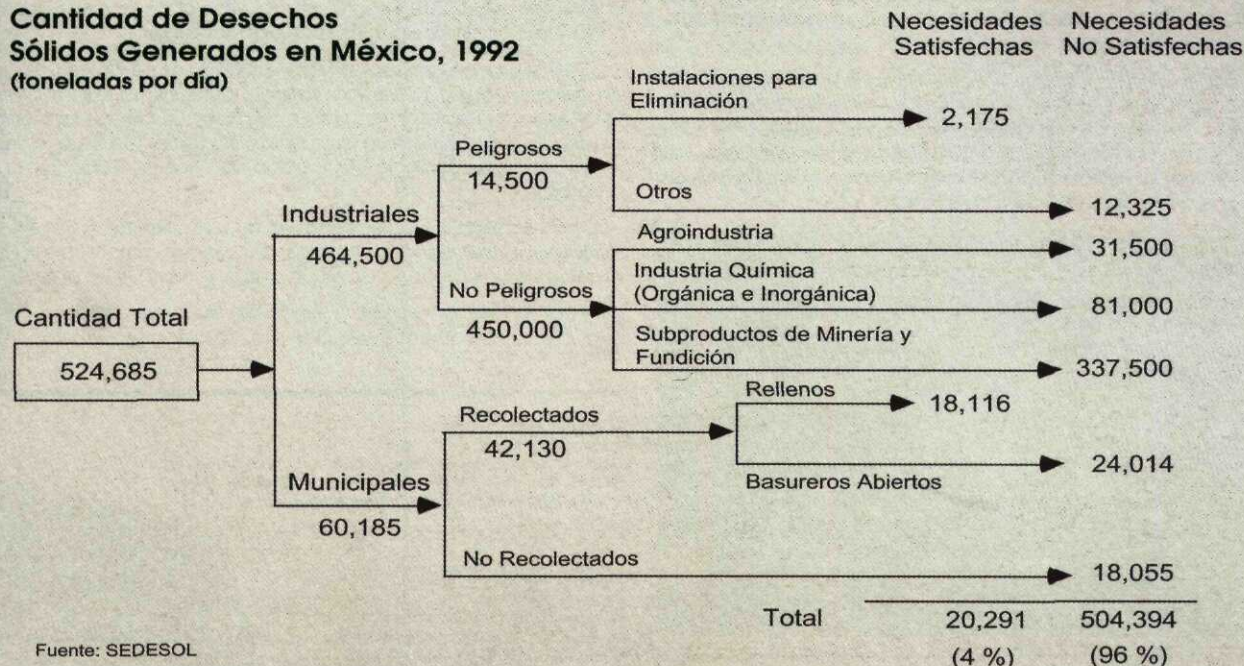 Cantidad de Desechos
Sólidos Generados en México, 1992
(toneladas por día)
Necesidades
Satisfechas
Necesidades
No Satisfechas
Cantidad Total
524,685
Industriales
464,500
Peligrosos
14,500
Instalaciones para
Eliminación
2,175
Otros
12,325
No Peligrosos
450,000
Agroindustria
31,500
Industria Química
(Orgánica e Inorgánica)
81,000
Subproductos de Minería y
Fundición
337,500
Municipales
60,185
Recolectados
42,130
Rellenos
18,116
Basureros Abiertos
24,014
No Recolectados
18,055
Total
20,291
504,394
(4 %)
(96 %)
Fuente: SEDESOL